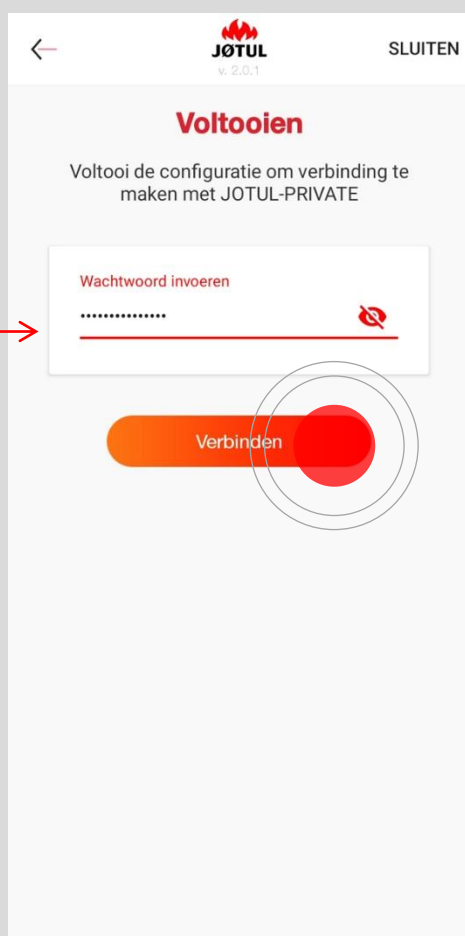 JØTUL
SLUITEN
v. 2.0.1
Voltooien
Voltooi de configuratie om verbinding te
maken met JOTUL-PRIVATE
Wachtwoord invoeren
•••••••••••••••
Verbinden